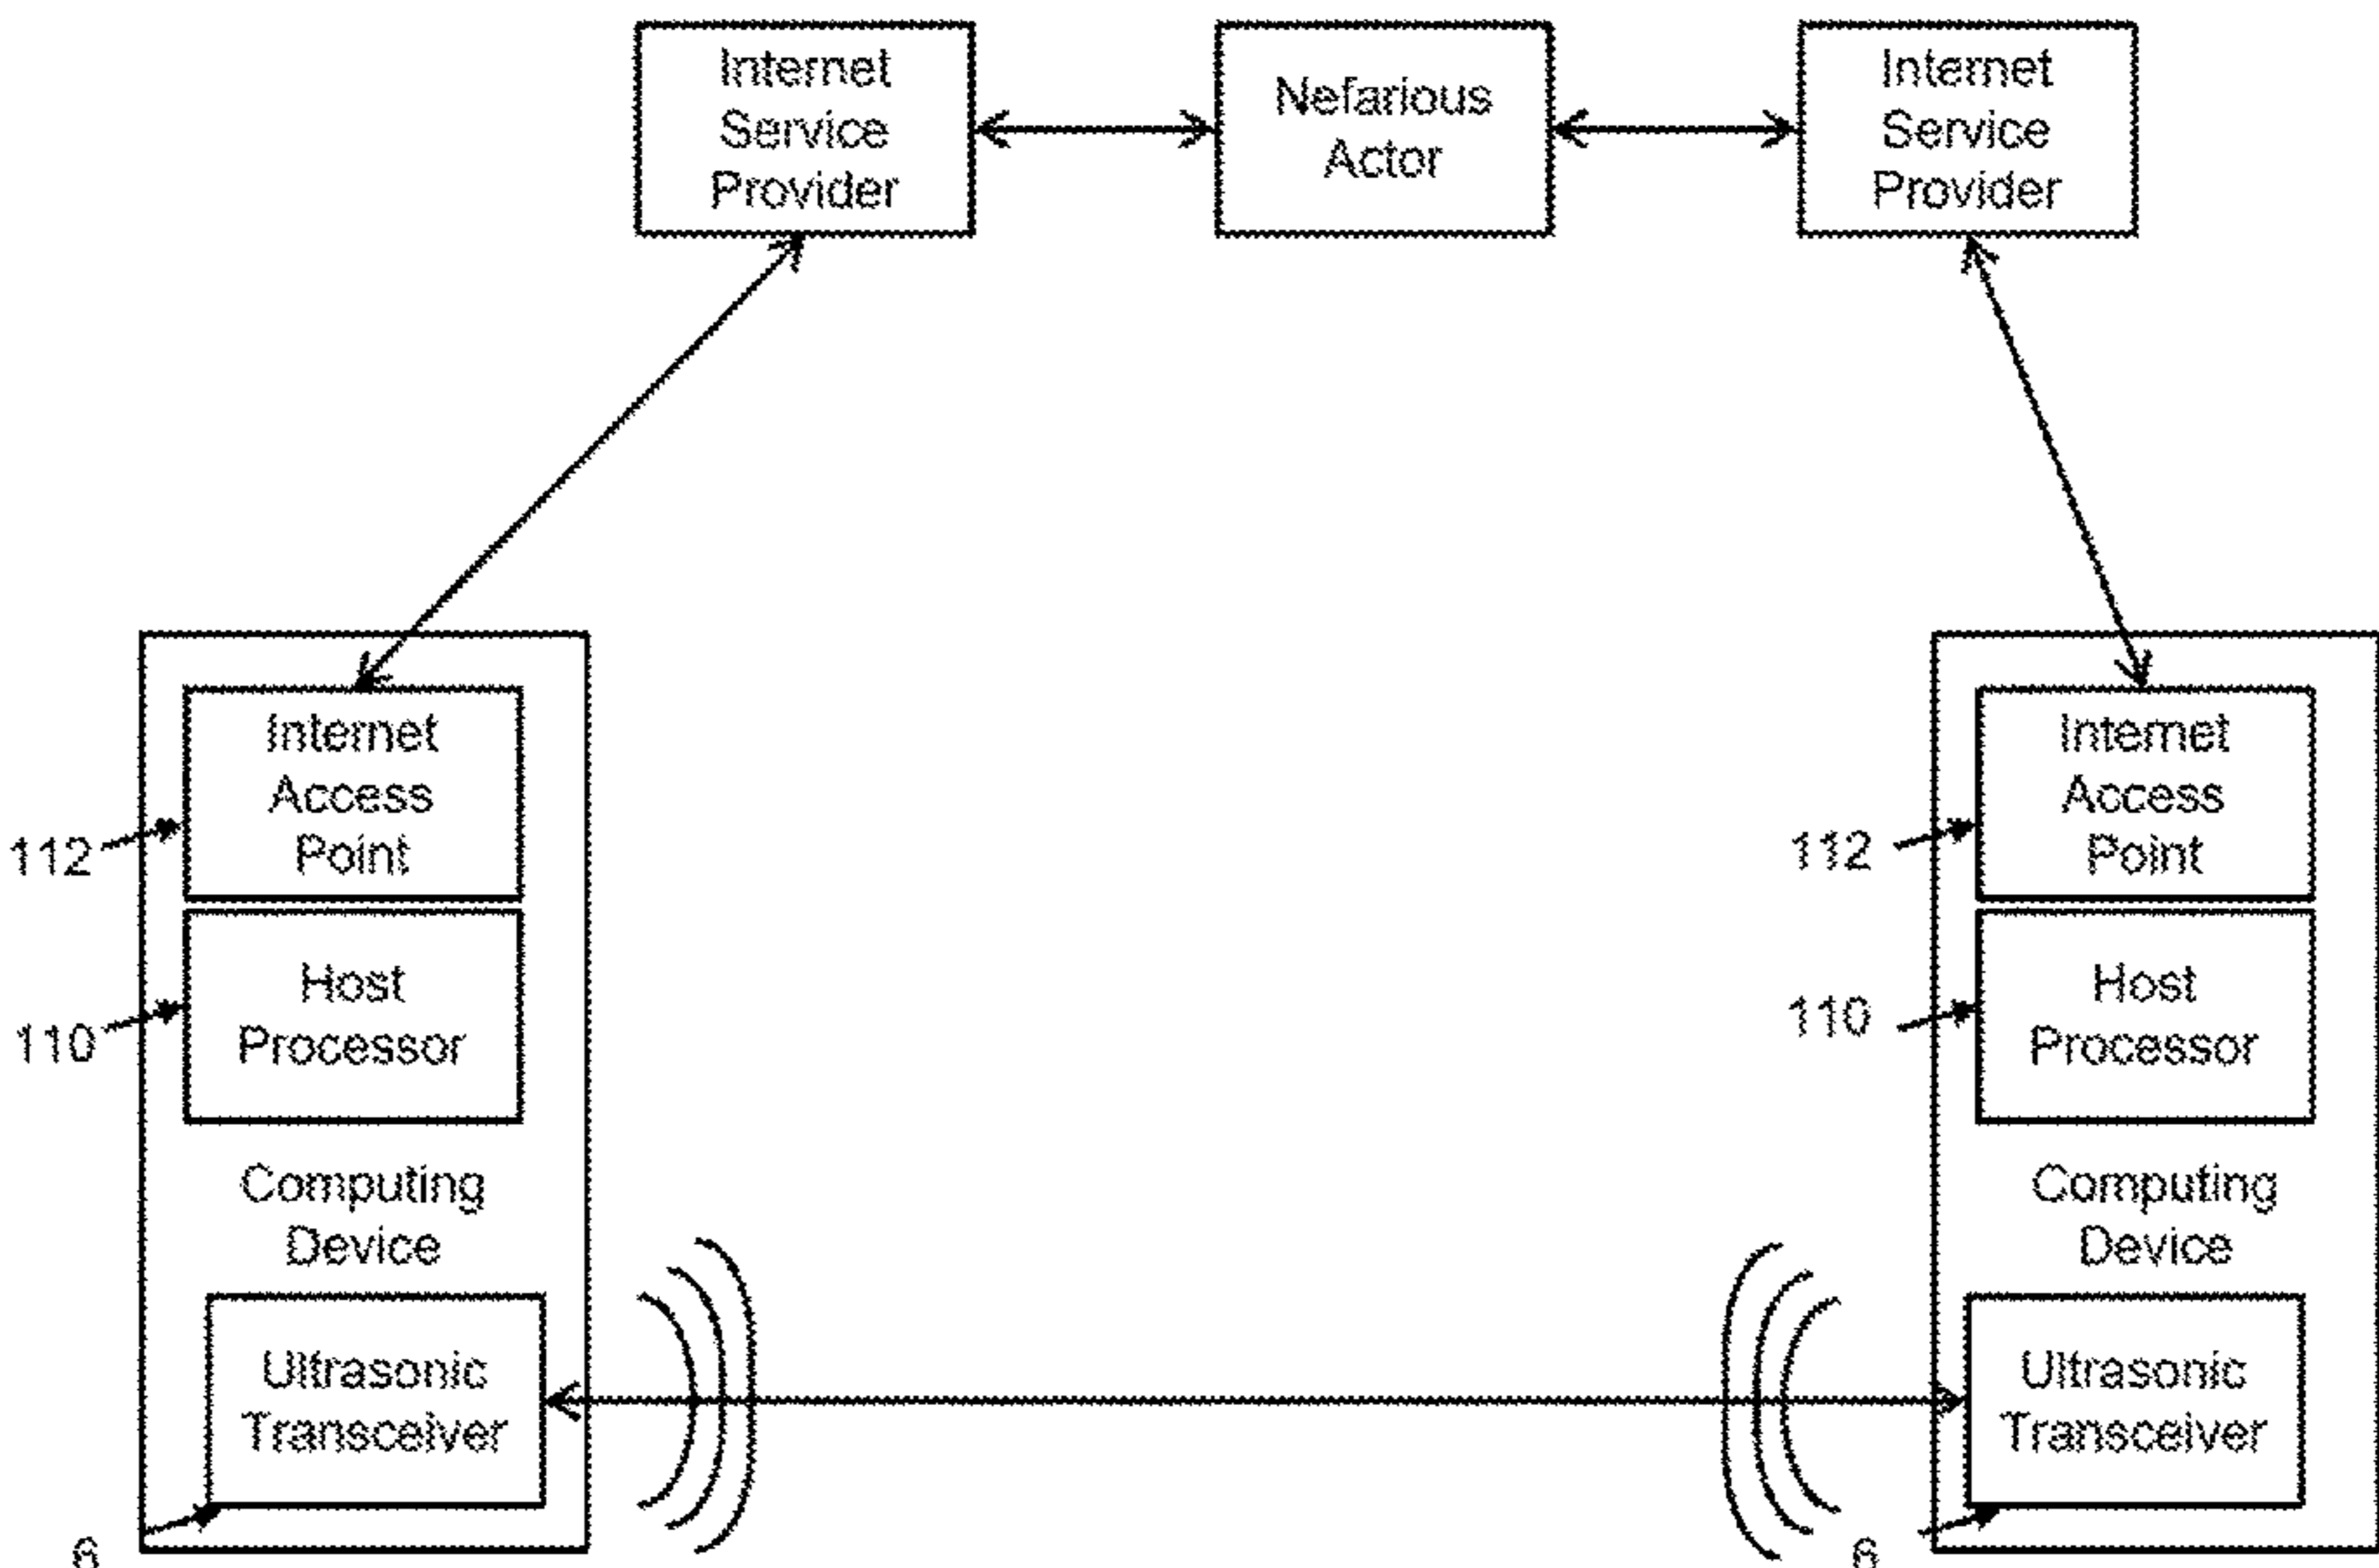 Internet
Service
Provider
Nefarious
Actor
Internet
Service
Provider
Internet
Access
Point
112
Host
Processor
110
Computing
Device
Ultrasonic
Transceiver
6
Internet
Access
Point
112
Host
Processor
110
Computing
Device
Ultrasonic
Transceiver
6